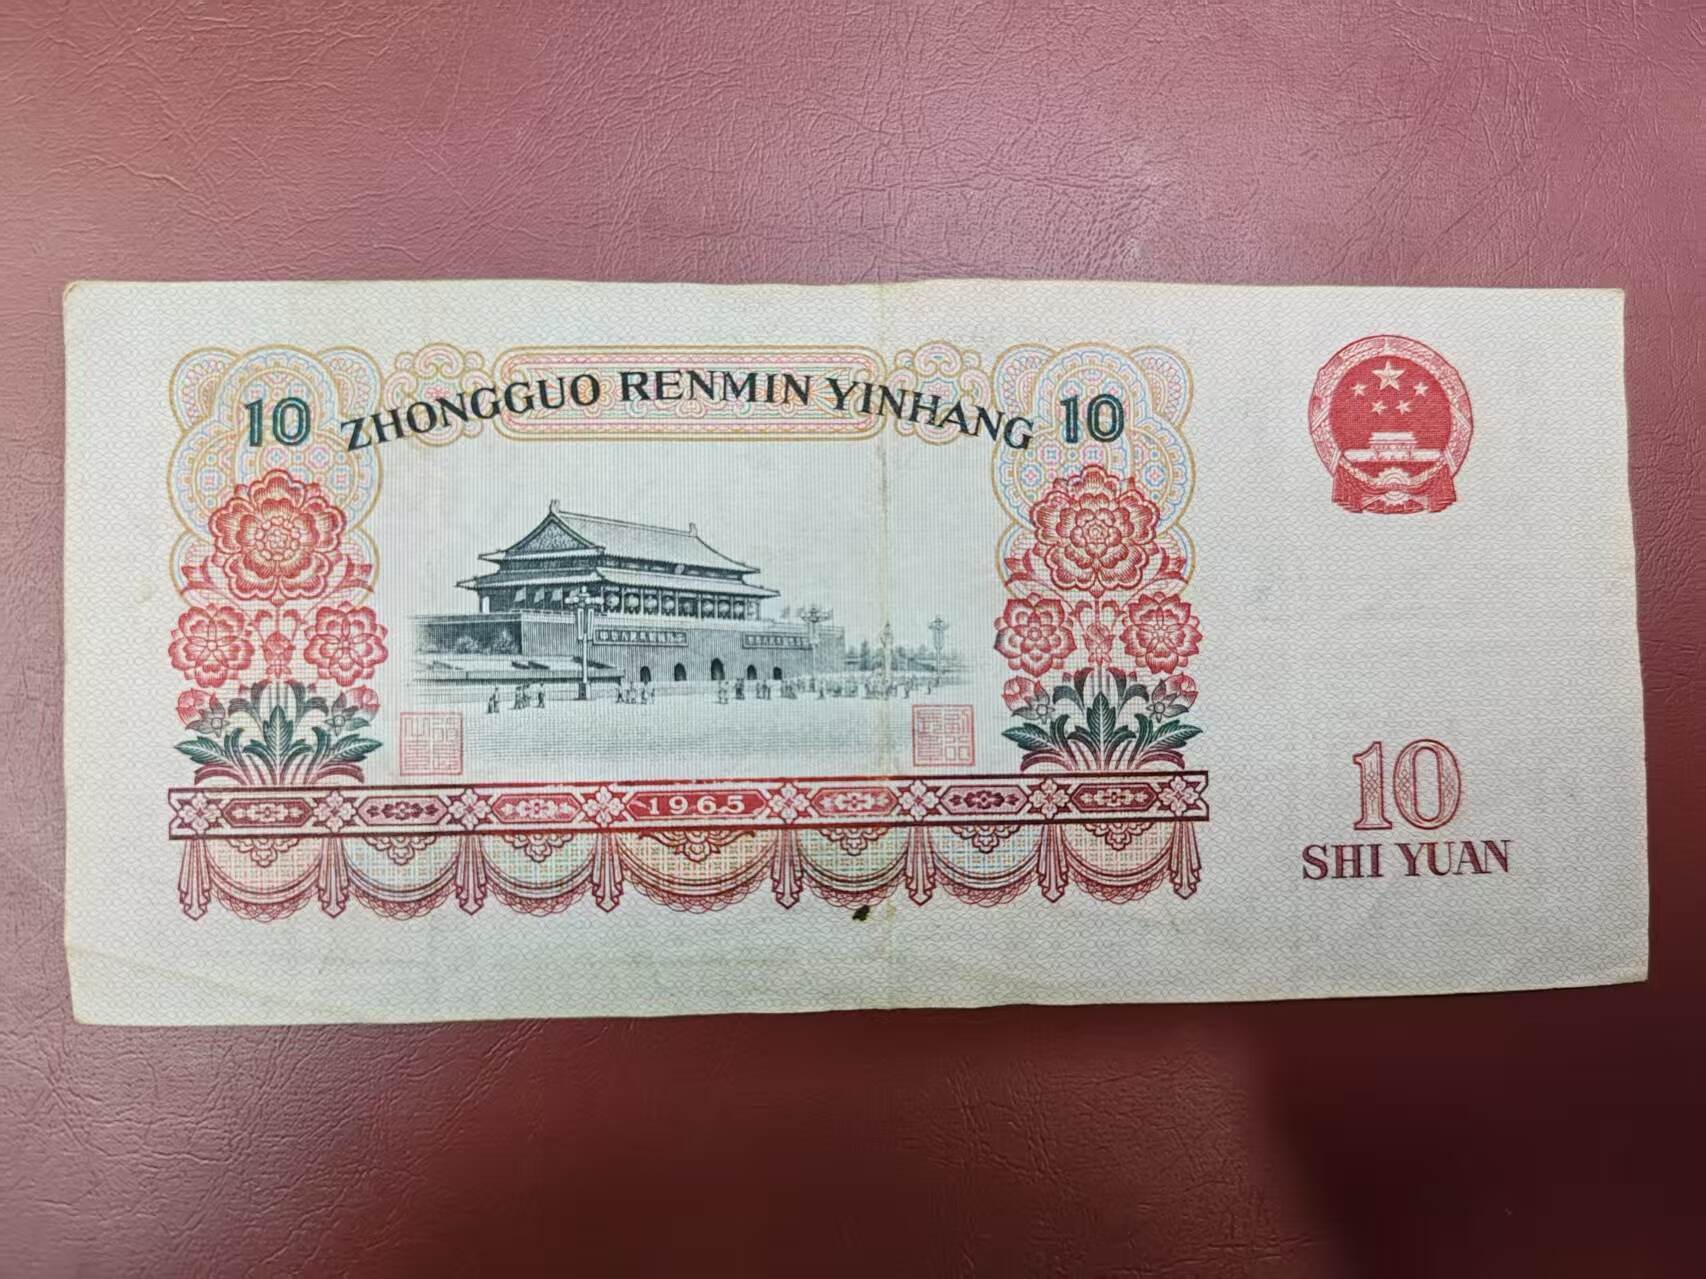 10 ZHONGGUO RENMIN YINHANG 10
1965
10
SHI YUAN